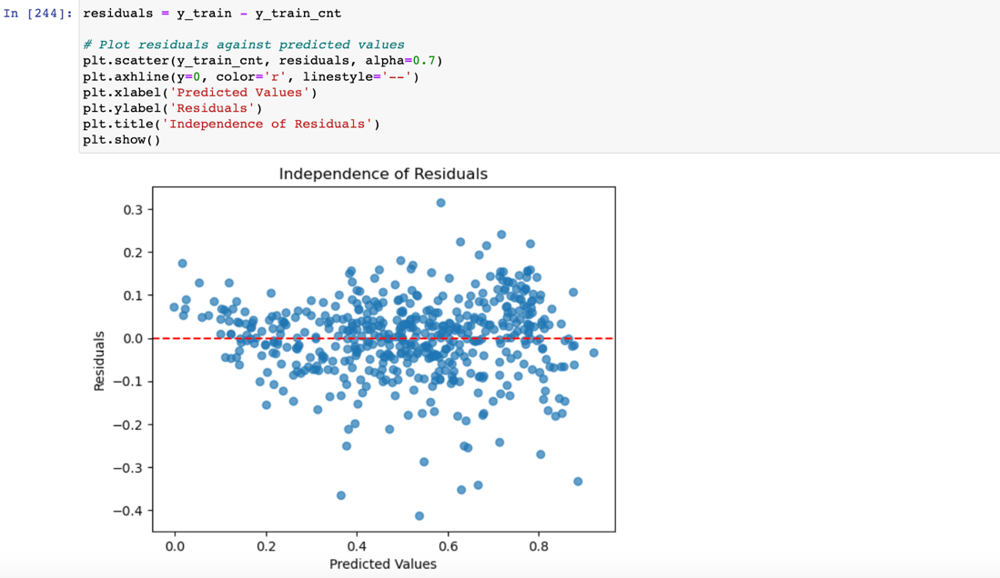 In [244]: residuals = y_train - y_train_cnt
# Plot residuals against predicted values
plt.scatter(y_train_cnt, residuals, alpha=0.7)
plt.axhline(y=0, color='r', linestyle='--')
plt.xlabel('Predicted Values')
plt.ylabel('Residuals')
plt.title('Independence of Residuals')
plt.show()
Independence of Residuals
0.3
0.2
0.1
0.0
−0.1
−0.2
−0.3
−0.4
Residuals
0.0 0.2 0.4 0.6 0.8
Predicted Values